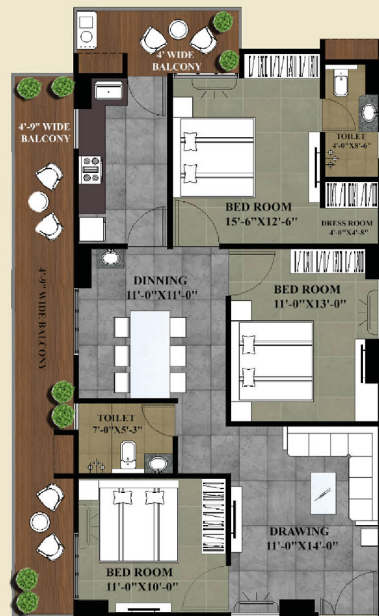 4' WIDE
BALCONY
4'-9" WIDE
BALCONY
TOILET
4'-0"X8'-6"
BED ROOM
15'-6"X12'-6"
DRESS ROOM
4'-0"X4'-8"
DINNING
11'-0"X11'-0"
BED ROOM
11'-0"X13'-0"
4'-9" WIDE BALCONY
TOILET
7'-0"X5'-3"
DRAWING
11'-0"X14'-0"
BED ROOM
11'-0"X10'-0"